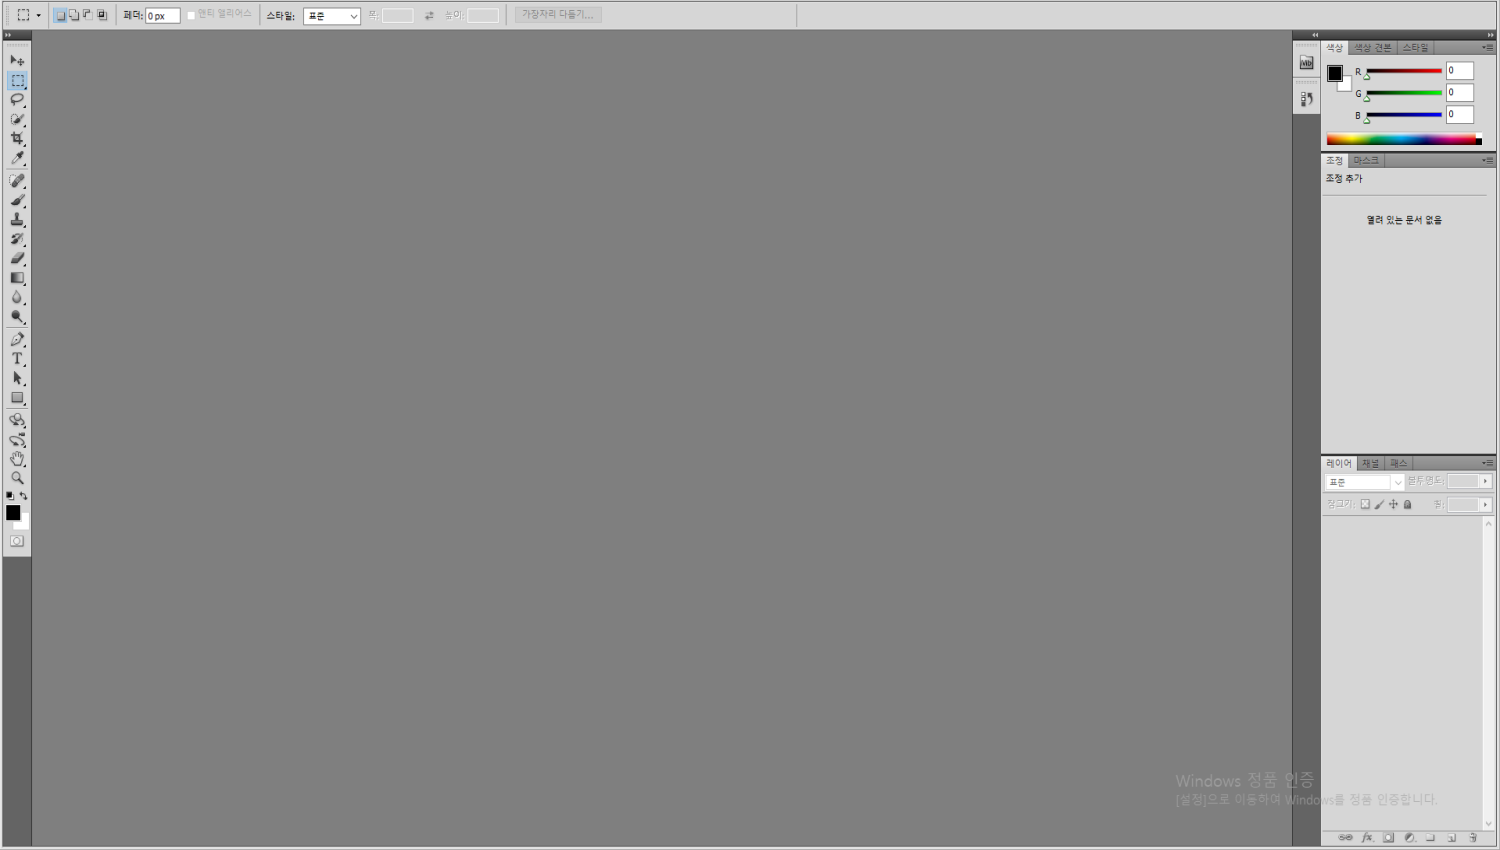 페더: 0 px 앤티 앨리어스 스타일: 표준 폭: 높이: 가장자리 다듬기...
색상 색상 견본 스타일
Mb
R 0
G 0
B 0
조정 마스크
조정 추가
열려 있는 문서 없음
T
레이어 채널 패스
표준 불투명도:
잠그기: 칠:
Windows 정품 인증
[설정]으로 이동하여 Windows를 정품 인증합니다.
fx